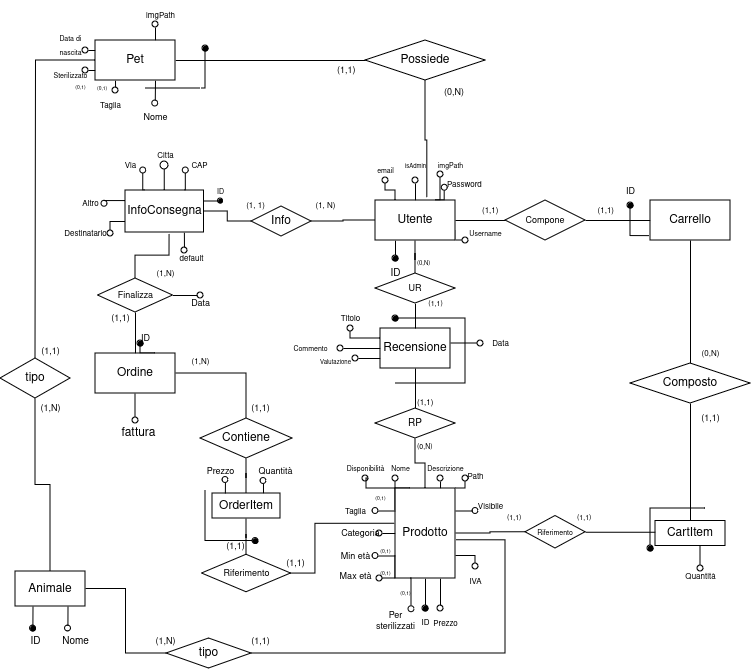 imgPath
Data di
nascita
Pet
Sterilizzato
(0,1)
(0,1)
Taglia
Nome
(1,1)
Possiede
(0,N)
Via
Citta
CAP
ID
Altro
InfoConsegna
Destinatario
default
(1, 1)
Info
(1, N)
email
isAdmin
imgPath
Password
Utente
Username
ID
(0,N)
(1,1)
Compone
(1,1)
ID
Carrello
(1,N)
Finalizza
Data
(1,1)
UR
(1,1)
ID
Ordine
fattura
(1,N)
Titolo
Commento
Valutazione
Recensione
Data
(1,1)
tipo
(1,N)
(0,N)
Composto
(1,1)
(1,1)
Contiene
(1,1)
RP
(o,N)
Prezzo
Quantità
OrderItem
(1,1)
Riferimento
(1,1)
Disponibilità
Nome
Descrizione
Path
(0,1)
Taglia
Visibile
Categoria
Prodotto
Min età
(0,1)
Max età
(0,1)
IVA
(0,1)
Per
sterilizzati
ID
Prezzo
(1,1)
Riferimento
(1,1)
CartItem
Quantità
Animale
ID
Nome
(1,N)
tipo
(1,1)